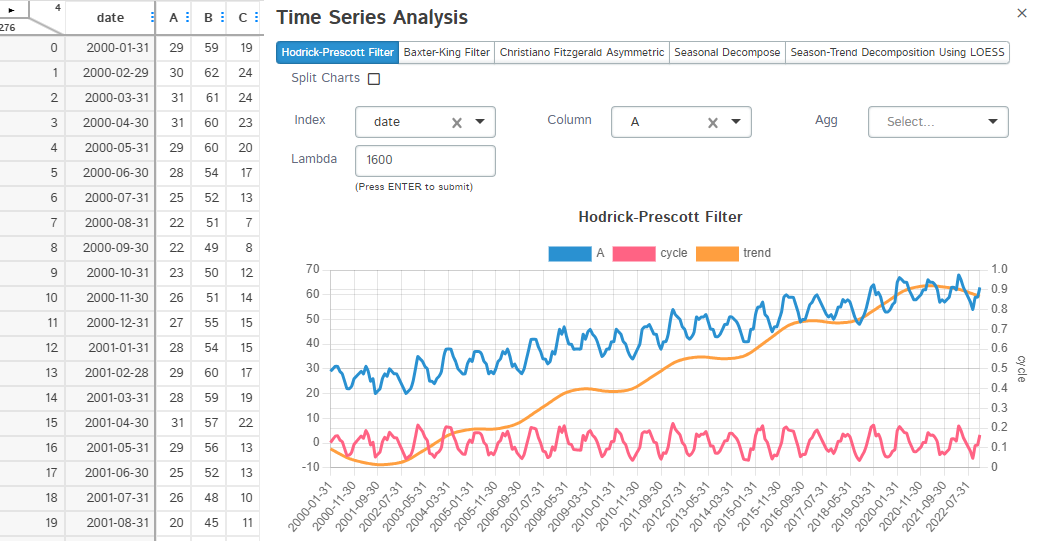 ► 4 date ⋮ A ⋮ B ⋮ C ⋮
276
0 2000-01-31 29 59 19
1 2000-02-29 30 62 24
2 2000-03-31 31 61 24
3 2000-04-30 31 60 23
4 2000-05-31 29 60 20
5 2000-06-30 28 54 17
6 2000-07-31 25 52 13
7 2000-08-31 22 51 7
8 2000-09-30 22 49 8
9 2000-10-31 23 50 12
10 2000-11-30 26 51 14
11 2000-12-31 27 55 15
12 2001-01-31 28 54 15
13 2001-02-28 29 60 17
14 2001-03-31 28 59 19
15 2001-04-30 31 57 22
16 2001-05-31 29 56 13
17 2001-06-30 25 52 13
18 2001-07-31 26 48 10
19 2001-08-31 20 45 11
Time Series Analysis ×
Hodrick-Prescott Filter Baxter-King Filter Christiano Fitzgerald Asymmetric Seasonal Decompose Season-Trend Decomposition Using LOESS
Split Charts
Index date × Column A × Agg Select...
Lambda 1600
(Press ENTER to submit)
Hodrick-Prescott Filter
A cycle trend
70 1.0
60 0.9
50 0.8
40 0.7
30 0.6
20 0.5
10 0.4
0 0.3
-10 0.2
0.1
0
cycle
2000-01-31 2000-11-30 2001-09-30 2002-07-31 2003-05-31 2004-03-31 2005-01-31 2005-11-30 2006-09-30 2007-07-31 2008-05-31 2009-03-31 2010-01-31 2010-11-30 2011-09-30 2012-07-31 2013-05-31 2014-03-31 2015-01-31 2015-11-30 2016-09-30 2017-07-31 2018-05-31 2019-03-31 2020-01-31 2020-11-30 2021-09-30 2022-07-31